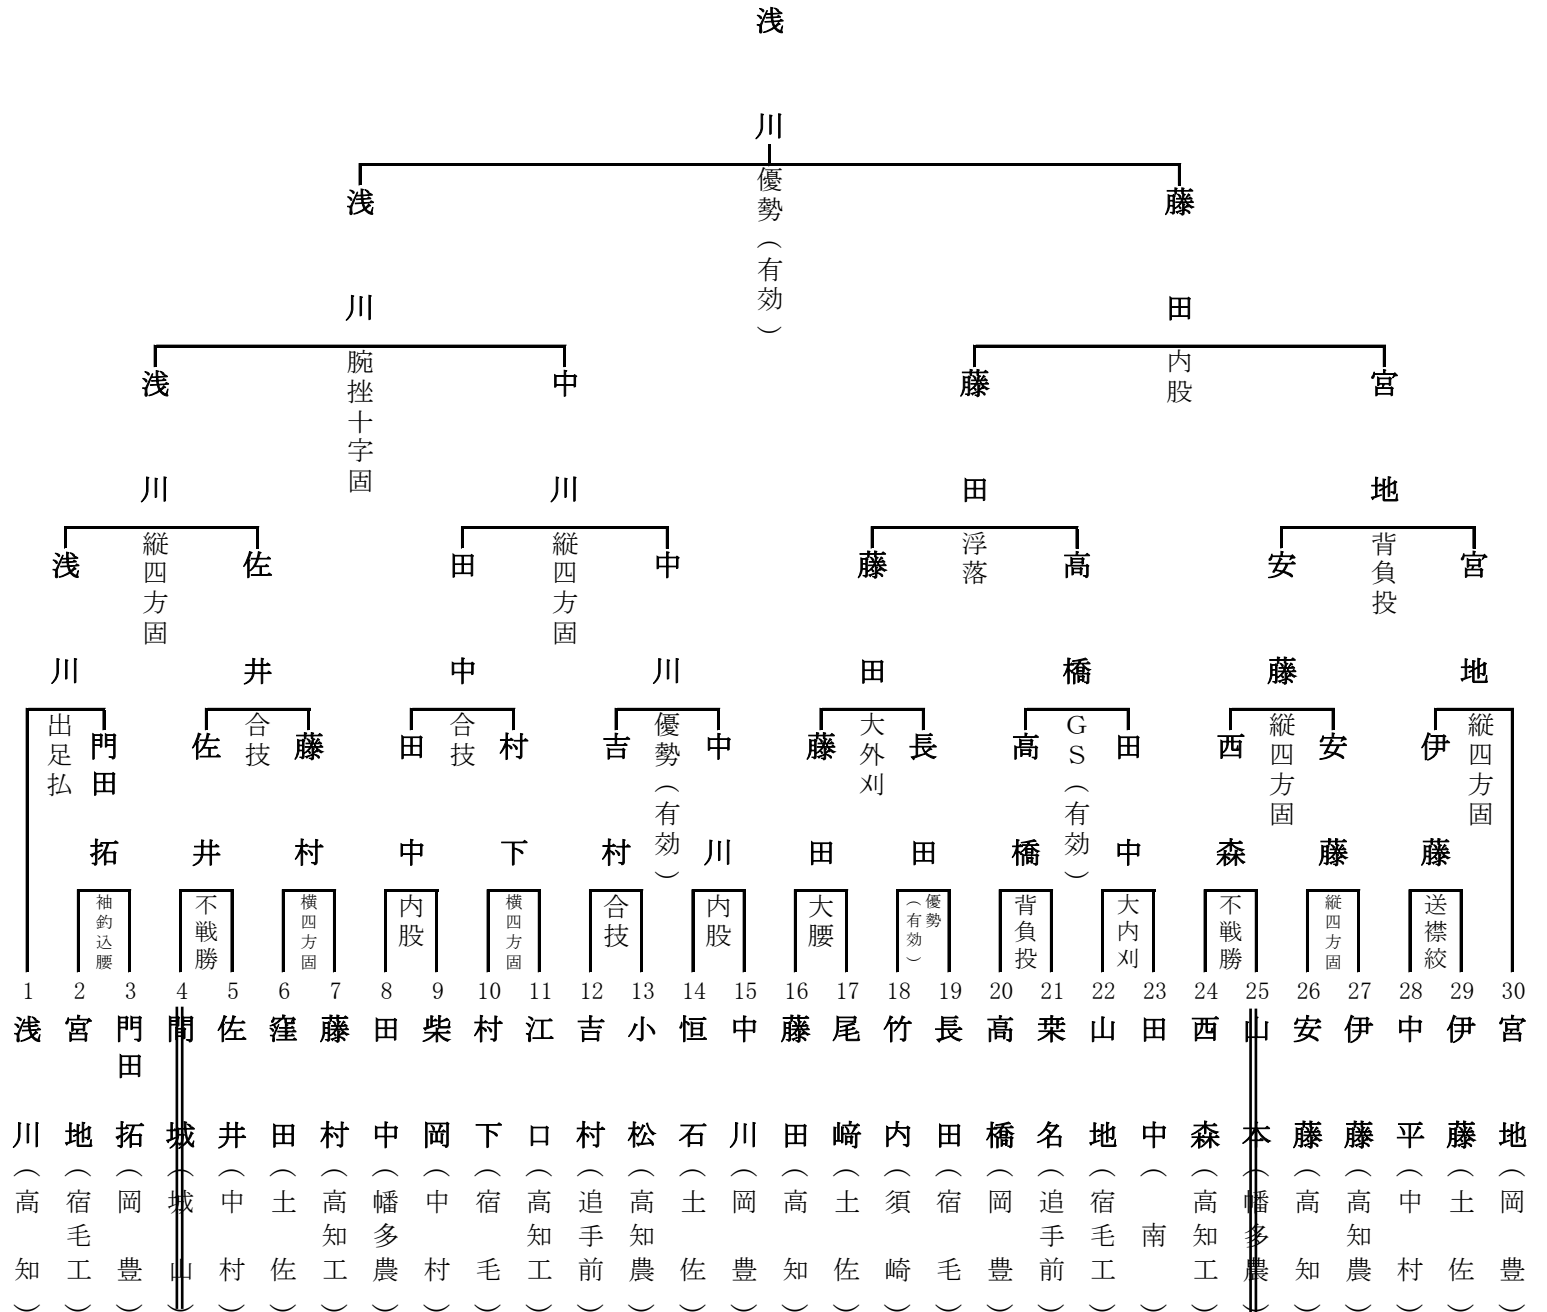 浅川
優勢（有効）
浅川
藤田
腕挫十字固
内股
浅川
中川
藤田
宮地
縦四方固
縦四方固
浮落
背負投
浅川
佐井
田中
中川
藤田
高橋
安藤
宮地
出足払
合技
合技
優勢（有効）
大外刈
GS（有効）
縦四方固
縦四方固
門田拓
佐井
藤村
田中
村下
吉村
中川
藤田
長田
高橋
田中
西森
安藤
伊藤
袖釣込腰
不戦勝
横四方固
内股
横四方固
合技
内股
大腰
優勢（有効）
背負投
大内刈
不戦勝
縦四方固
送襟絞
1 浅川（高知）
2 宮地（宿毛工）
3 門田拓（岡豊）
4 間城（城山）
5 佐井（中村）
6 窪田（土佐）
7 藤村（高知工）
8 田中（幡多農）
9 柴岡（中村）
10 村下（宿毛）
11 江口（高知工）
12 吉村（追手前）
13 小松（高知農）
14 恒石（土佐）
15 中川（岡豊）
16 藤田（高知）
17 尾﨑（土佐）
18 竹内（須崎）
19 長田（宿毛）
20 高橋（岡豊）
21 桒名（追手前）
22 山地（宿毛工）
23 田中（南）
24 西森（高知工）
25 山本（幡多農）
26 安藤（高知）
27 伊藤（高知農）
28 中平（中村）
29 伊藤（土佐）
30 宮地（岡豊）